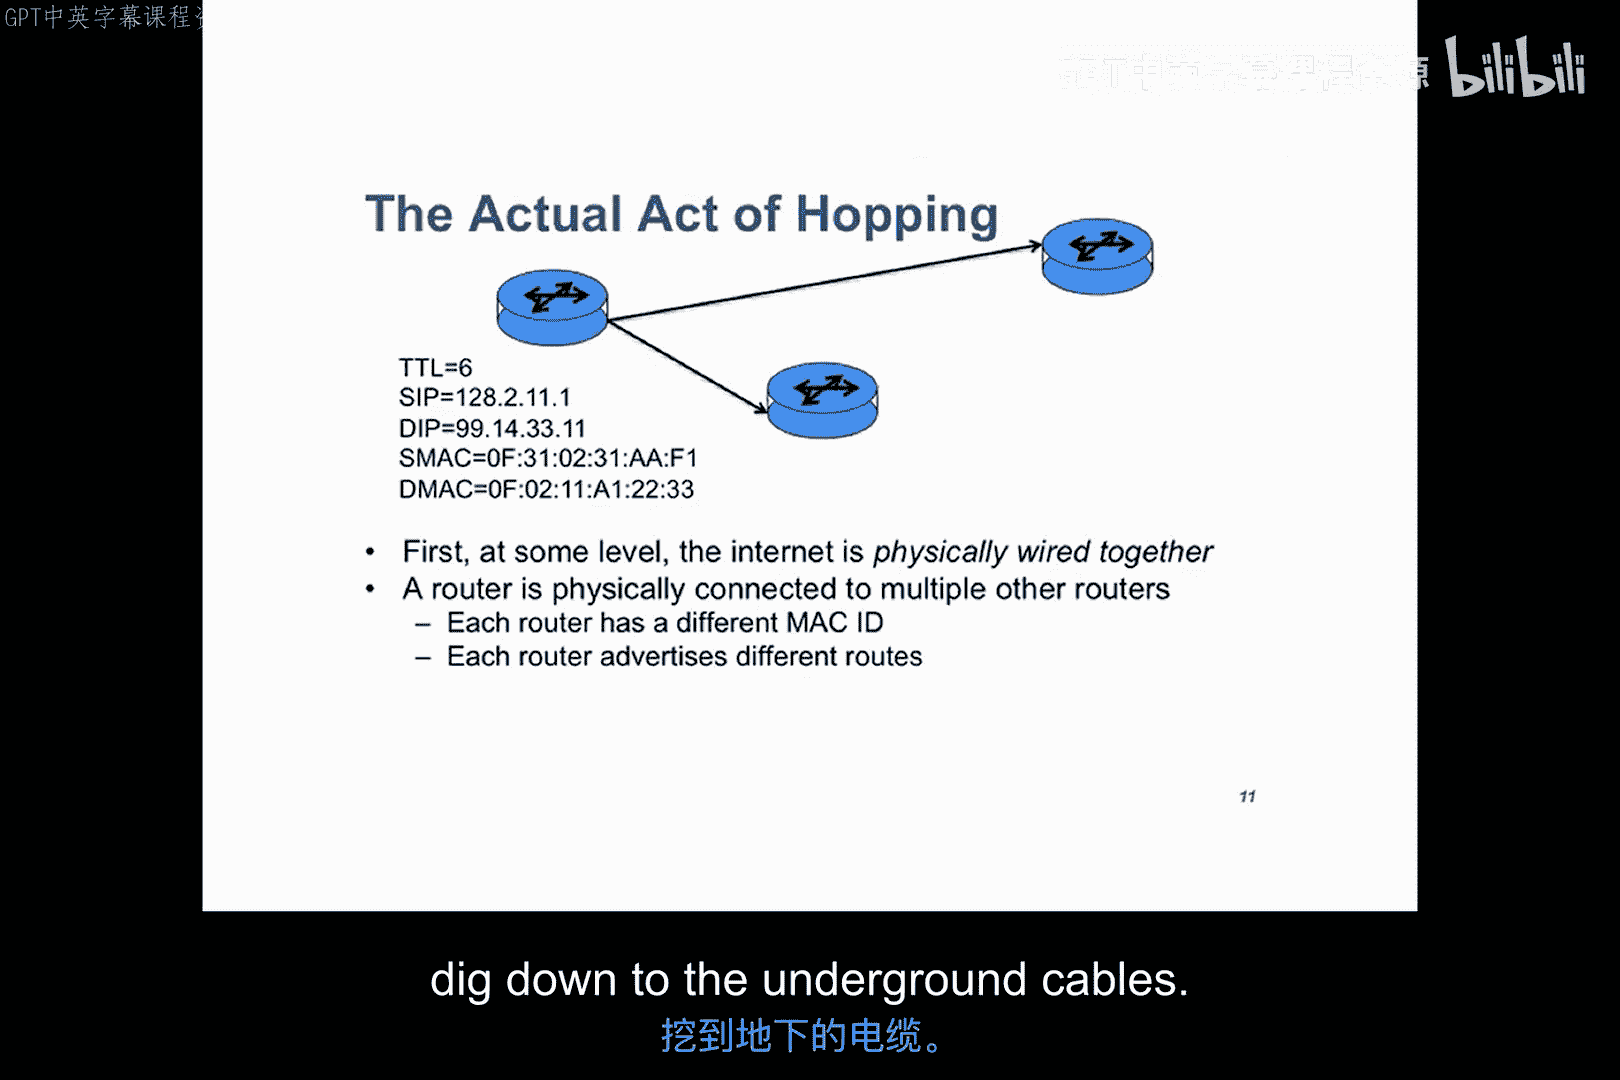 GPT中英字幕课程资
bilibili
The Actual Act of Hopping
TTL=6
SIP=128.2.11.1
DIP=99.14.33.11
SMAC=0F:31:02:31:AA:F1
DMAC=0F:02:11:A1:22:33
• First, at some level, the internet is physically wired together
• A router is physically connected to multiple other routers
– Each router has a different MAC ID
– Each router advertises different routes
11
dig down to the underground cables.
挖到地下的电缆。